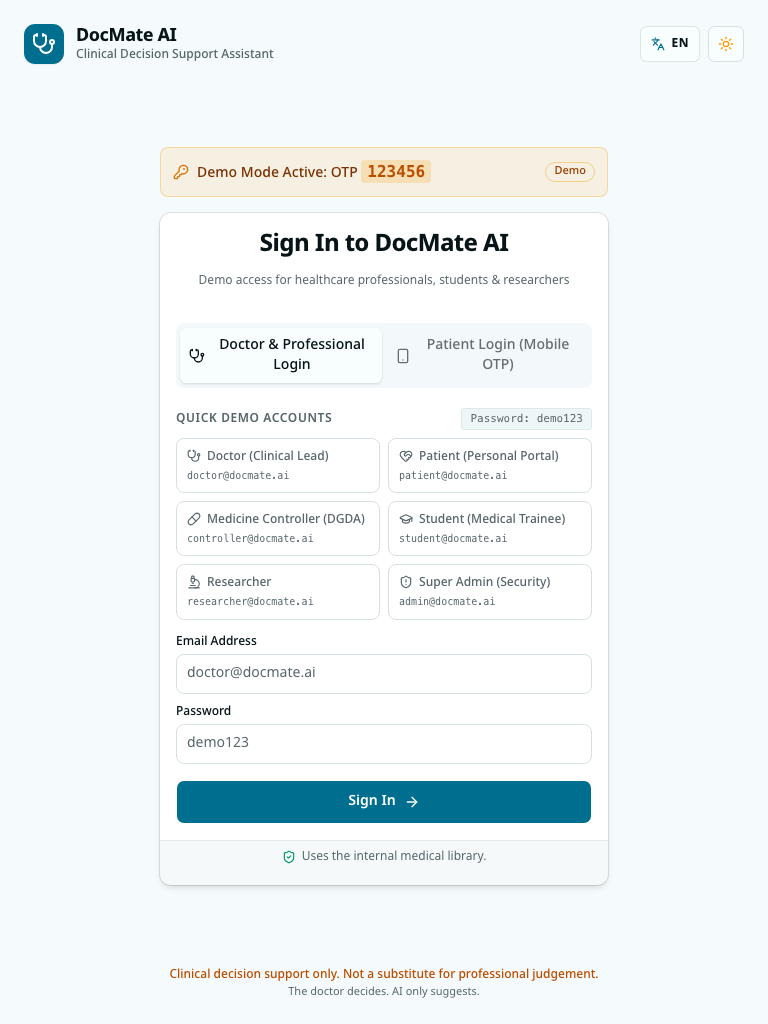 DocMate AI
Clinical Decision Support Assistant
EN
Demo Mode Active: OTP 123456
Demo
Sign In to DocMate AI
Demo access for healthcare professionals, students & researchers
Doctor & Professional
Login
Patient Login (Mobile
OTP)
QUICK DEMO ACCOUNTS
Password: demo123
Doctor (Clinical Lead)
doctor@docmate.ai
Patient (Personal Portal)
patient@docmate.ai
Medicine Controller (DGDA)
controller@docmate.ai
Student (Medical Trainee)
student@docmate.ai
Researcher
researcher@docmate.ai
Super Admin (Security)
admin@docmate.ai
Email Address
doctor@docmate.ai
Password
demo123
Sign In
Uses the internal medical library.
Clinical decision support only. Not a substitute for professional judgement.
The doctor decides. AI only suggests.